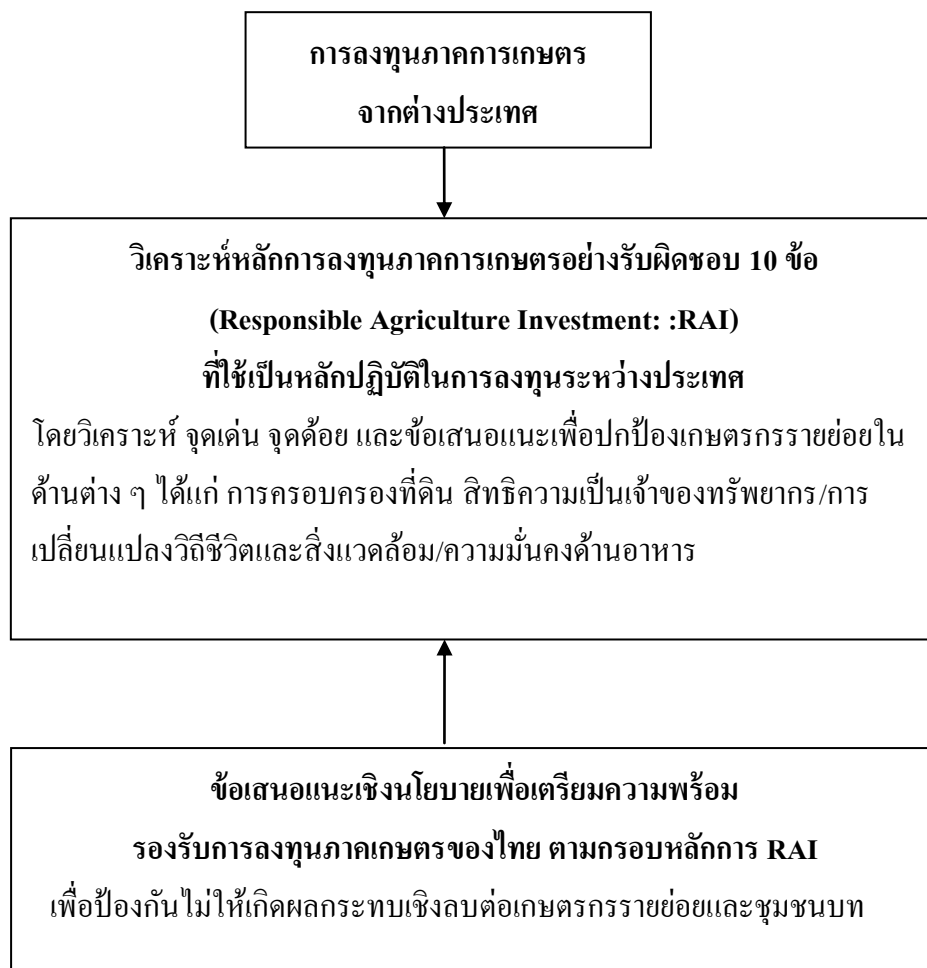 การลงทุนภาคการเกษตร
จากต่างประเทศ
วิเคราะห์หลักการลงทุนภาคการเกษตรอย่างรับผิดชอบ 10 ข้อ
(Responsible Agriculture Investment: :RAI)
ที่ใช้เป็นหลักปฏิบัติในการลงทุนระหว่างประเทศ
โดยวิเคราะห์ จุดเด่น จุดด้อย และข้อเสนอแนะเพื่อปกป้องเกษตรกรรายย่อยใน
ด้านต่าง ๆ ได้แก่ การครอบครองที่ดิน สิทธิความเป็นเจ้าของทรัพยากร/การ
เปลี่ยนแปลงวิถีชีวิตและสิ่งแวดล้อม/ความมั่นคงด้านอาหาร
ข้อเสนอแนะเชิงนโยบายเพื่อเตรียมความพร้อม
รองรับการลงทุนภาคเกษตรของไทย ตามกรอบหลักการ RAI
เพื่อป้องกันไม่ให้เกิดผลกระทบเชิงลบต่อเกษตรกรรายย่อยและชุมชนบท